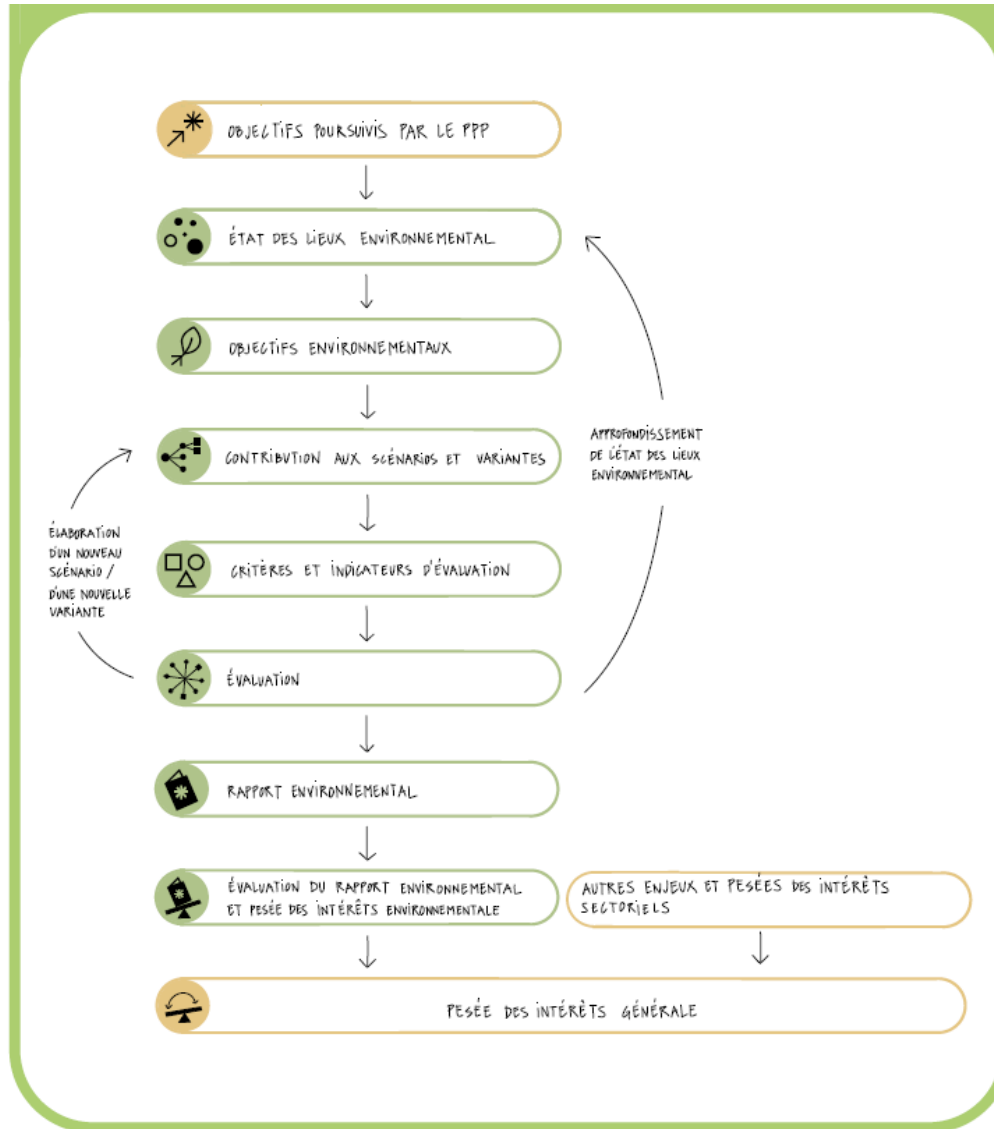 OBJECTIFS POURSUIVIS PAR LE PPP
ÉTAT DES LIEUX ENVIRONNEMENTAL
OBJECTIFS ENVIRONNEMENTAUX
CONTRIBUTION AUX SCÉNARIOS ET VARIANTES
APPROFONDISSEMENT
DE L'ÉTAT DES LIEUX
ENVIRONNEMENTAL
ÉLABORATION
D'UN NOUVEAU
SCÉNARIO /
D'UNE NOUVELLE
VARIANTE
CRITÈRES ET INDICATEURS D'ÉVALUATION
ÉVALUATION
RAPPORT ENVIRONNEMENTAL
ÉVALUATION DU RAPPORT ENVIRONNEMENTAL
ET PESÉE DES INTÉRÊTS ENVIRONNEMENTALE
AUTRES ENJEUX ET PESÉES DES INTÉRÊTS
SECTORIELS
PESÉE DES INTÉRÊTS GÉNÉRALE